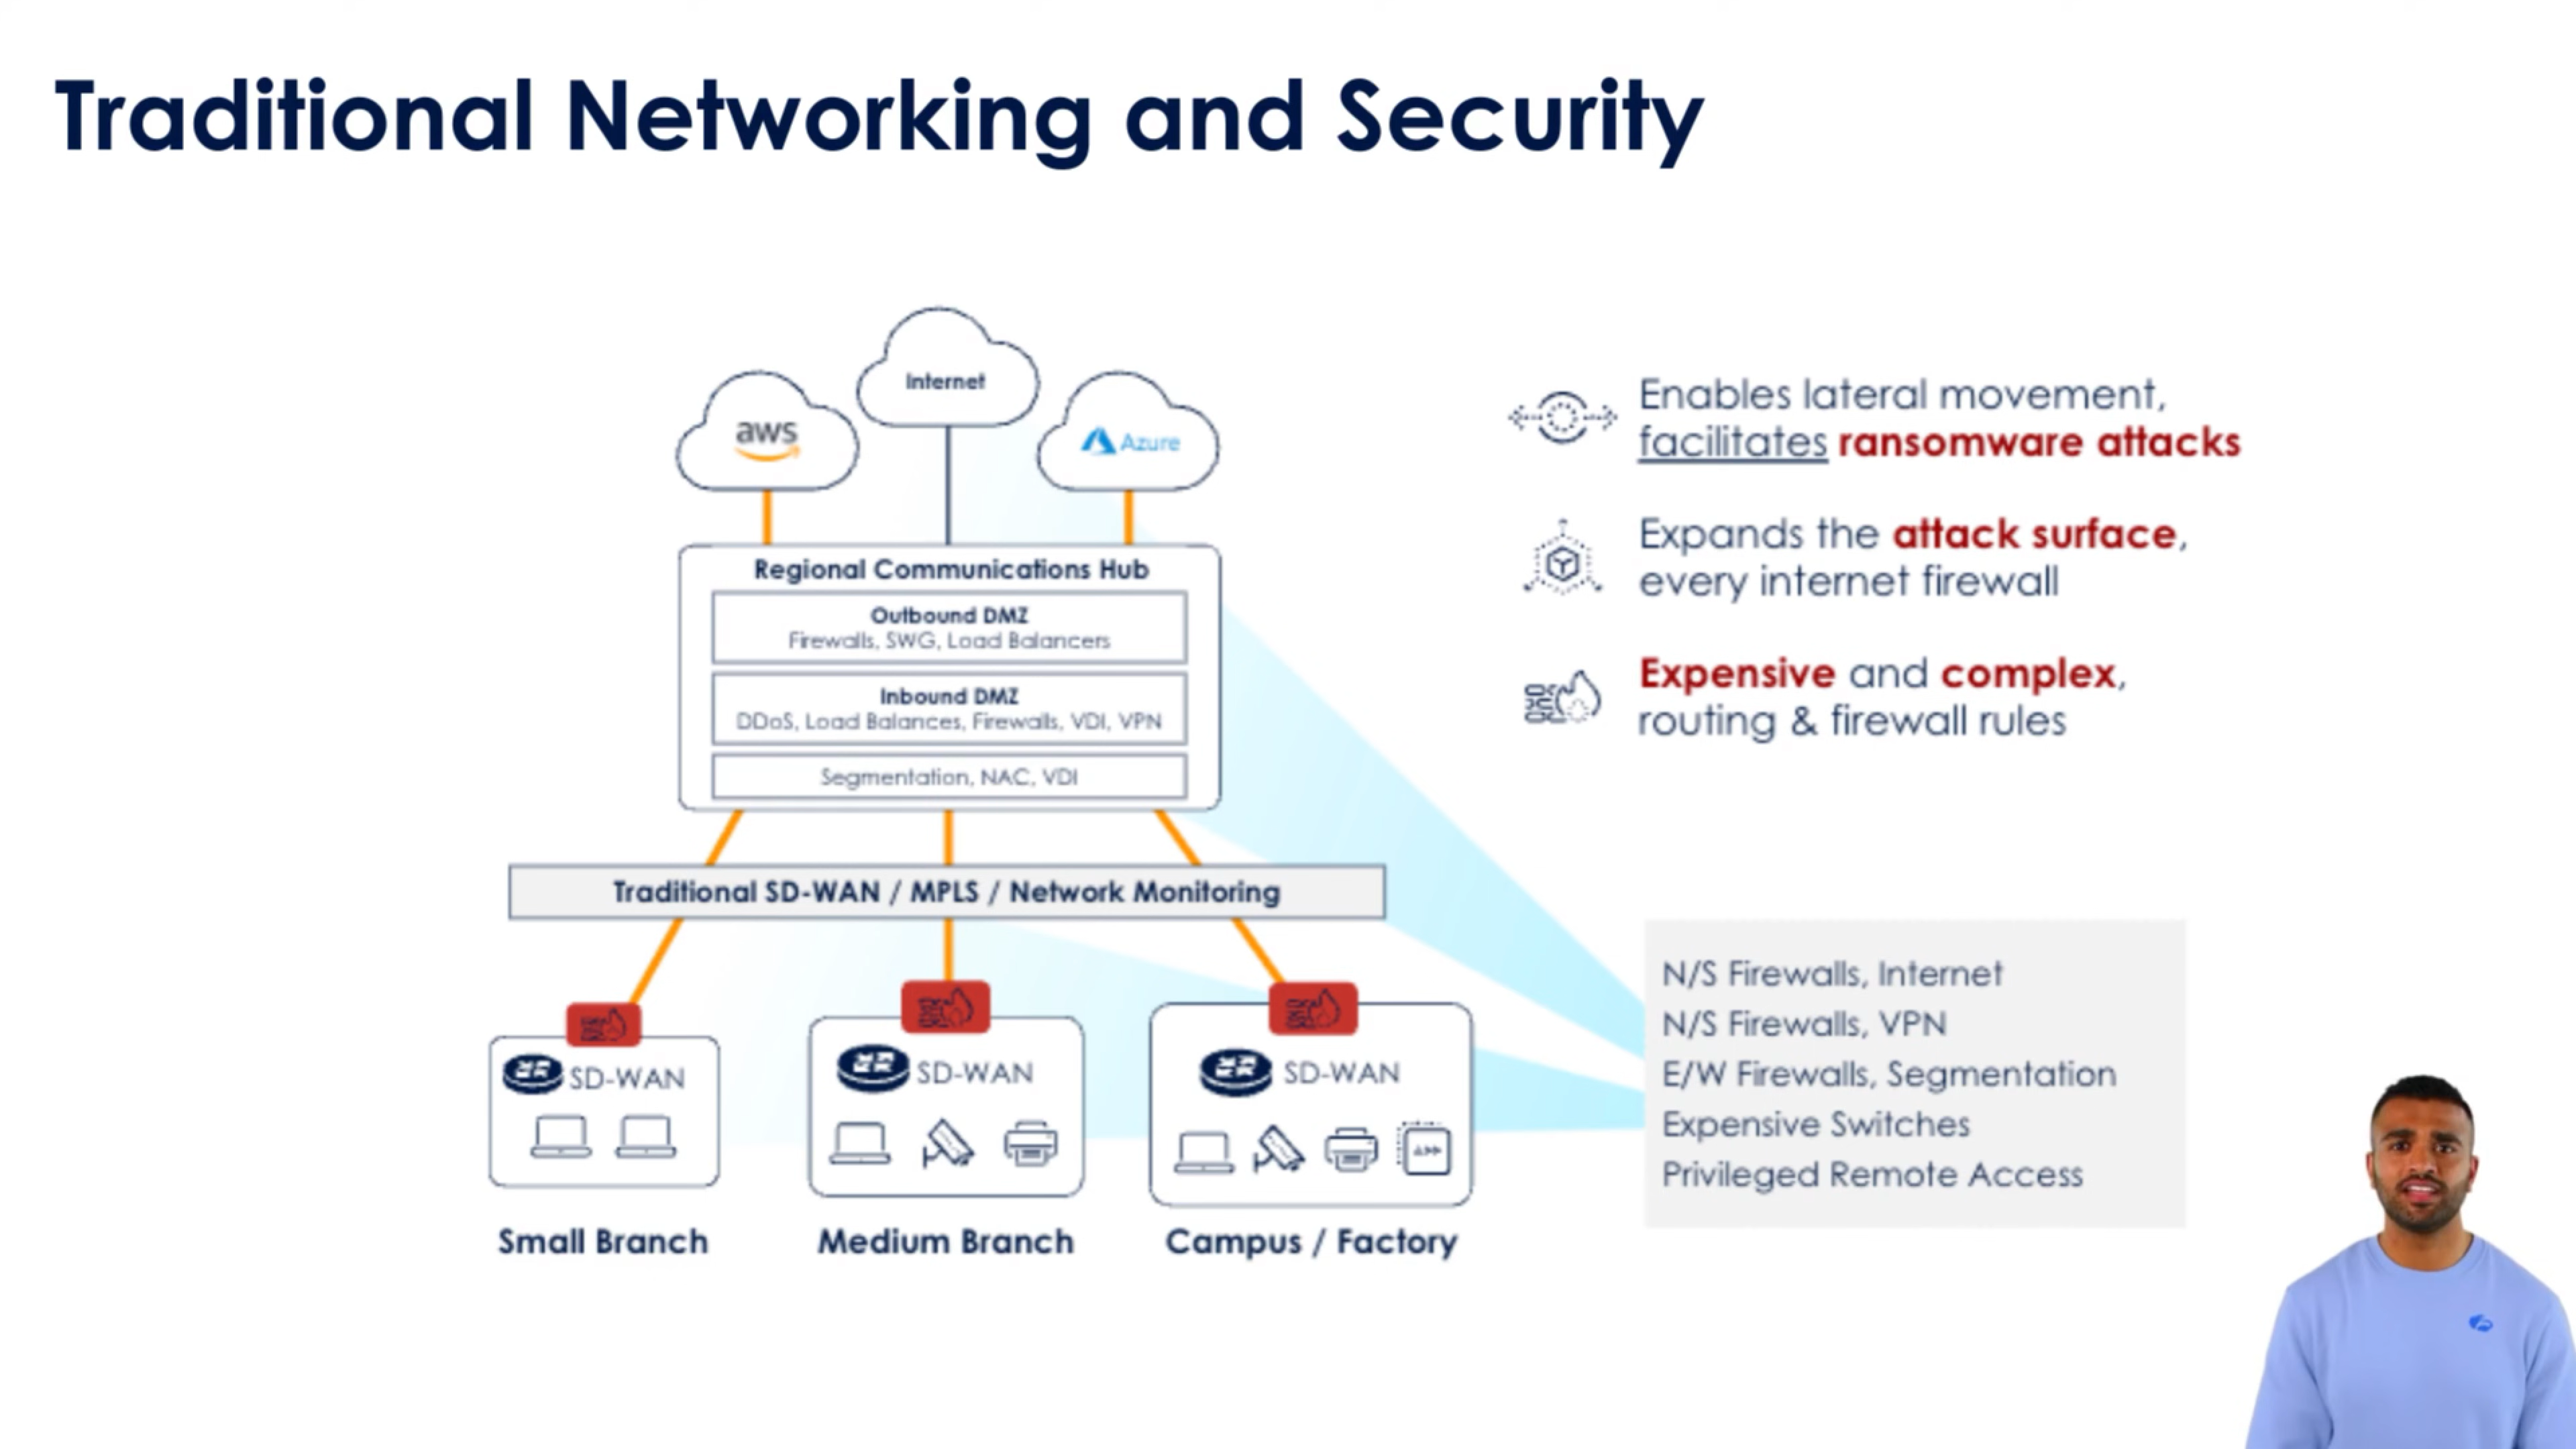 Traditional Networking and Security
Internet
aws
Azure
Regional Communications Hub
Outbound DMZ
Firewalls, SWG, Load Balancers
Inbound DMZ
DDoS, Load Balances, Firewalls, VDI, VPN
Segmentation, NAC, VDI
Traditional SD-WAN / MPLS / Network Monitoring
SD-WAN
SD-WAN
SD-WAN
APP
Small Branch
Medium Branch
Campus / Factory
Enables lateral movement,
facilitates ransomware attacks
Expands the attack surface,
every internet firewall
Expensive and complex,
routing & firewall rules
N/S Firewalls, Internet
N/S Firewalls, VPN
E/W Firewalls, Segmentation
Expensive Switches
Privileged Remote Access